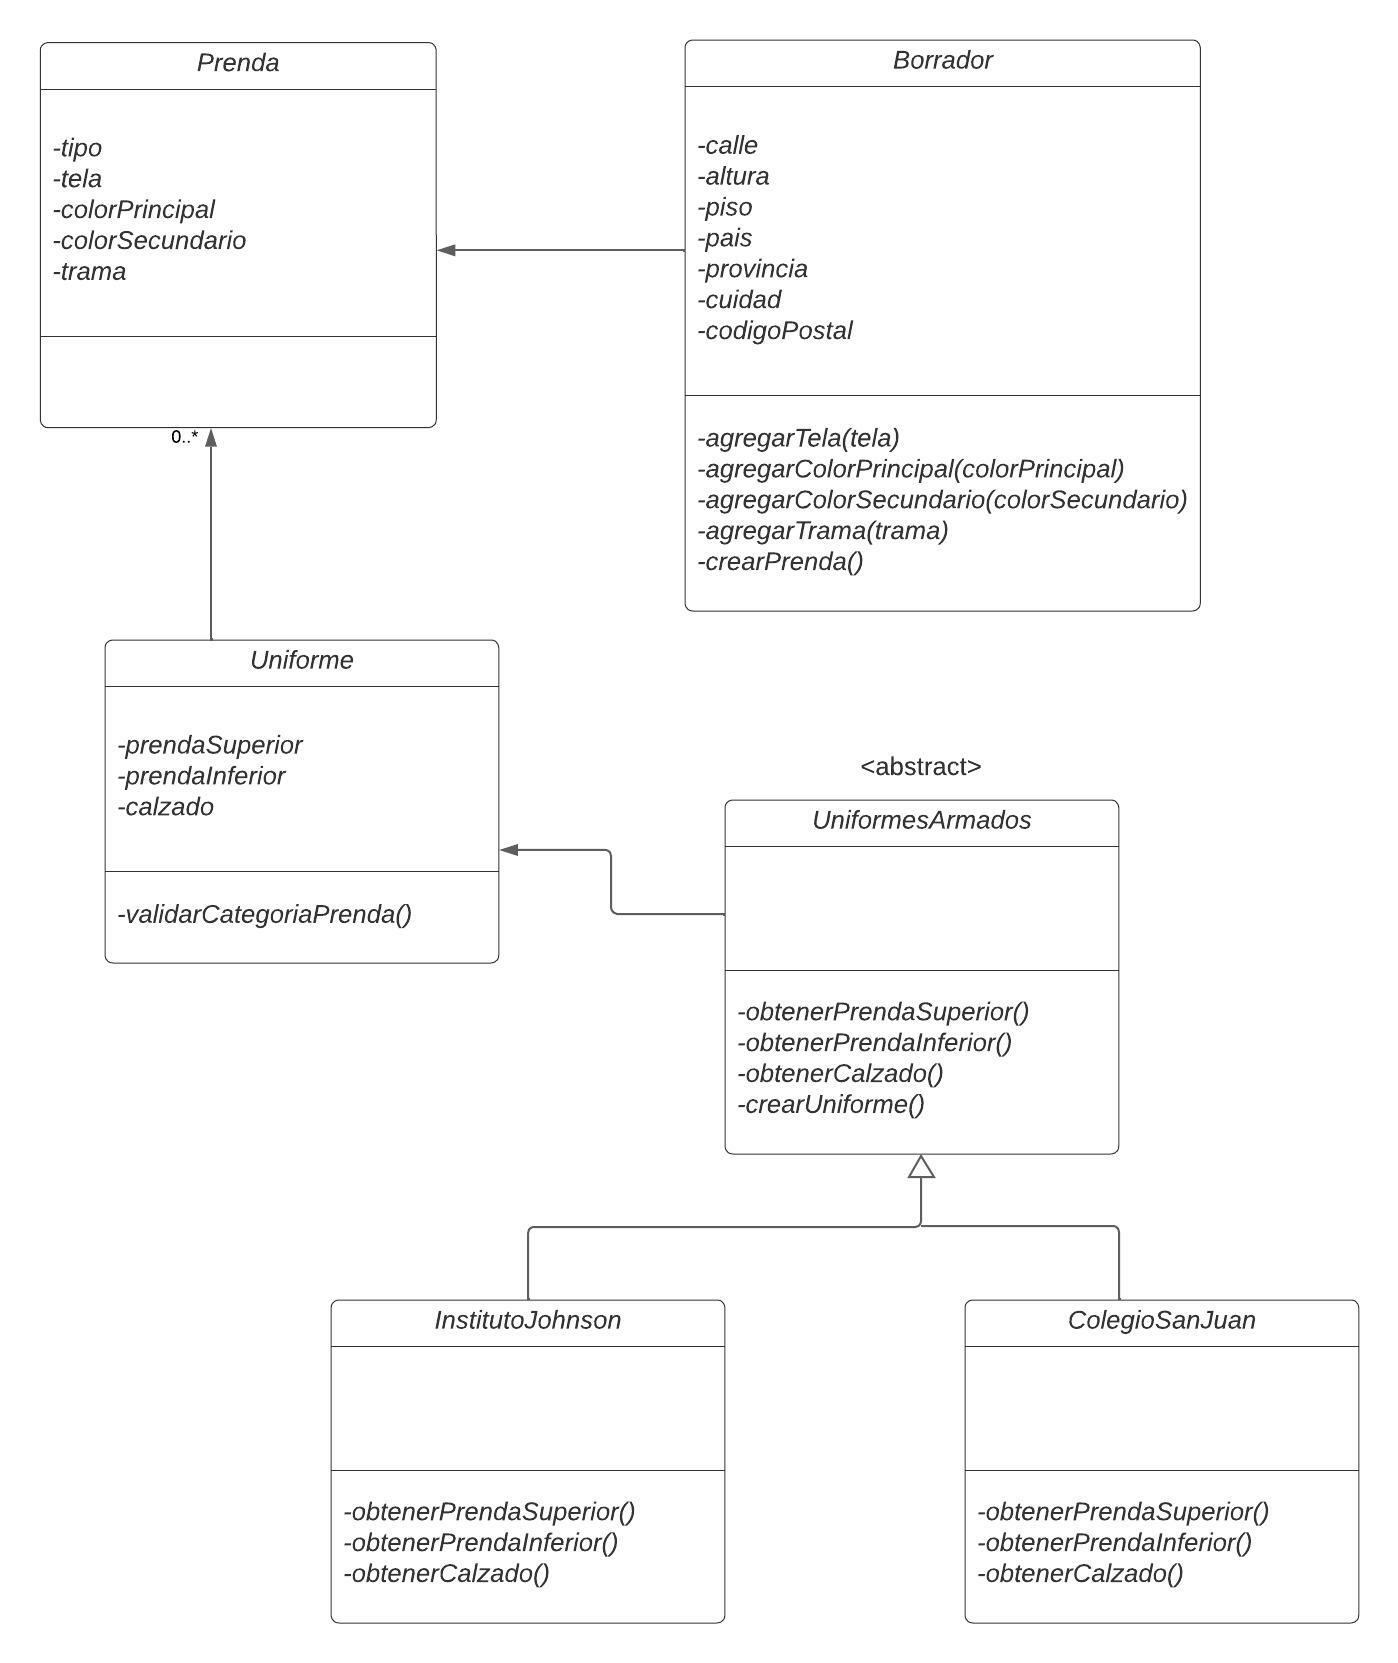 Prenda
-tipo
-tela
-colorPrincipal
-colorSecundario
-trama
0..*
Borrador
-calle
-altura
-piso
-pais
-provincia
-cuidad
-codigoPostal
-agregarTela(tela)
-agregarColorPrincipal(colorPrincipal)
-agregarColorSecundario(colorSecundario)
-agregarTrama(trama)
-crearPrenda()
Uniforme
-prendaSuperior
-prendaInferior
-calzado
-validarCategoriaPrenda()
<abstract>
UniformesArmados
-obtenerPrendaSuperior()
-obtenerPrendaInferior()
-obtenerCalzado()
-crearUniforme()
InstitutoJohnson
-obtenerPrendaSuperior()
-obtenerPrendaInferior()
-obtenerCalzado()
ColegioSanJuan
-obtenerPrendaSuperior()
-obtenerPrendaInferior()
-obtenerCalzado()